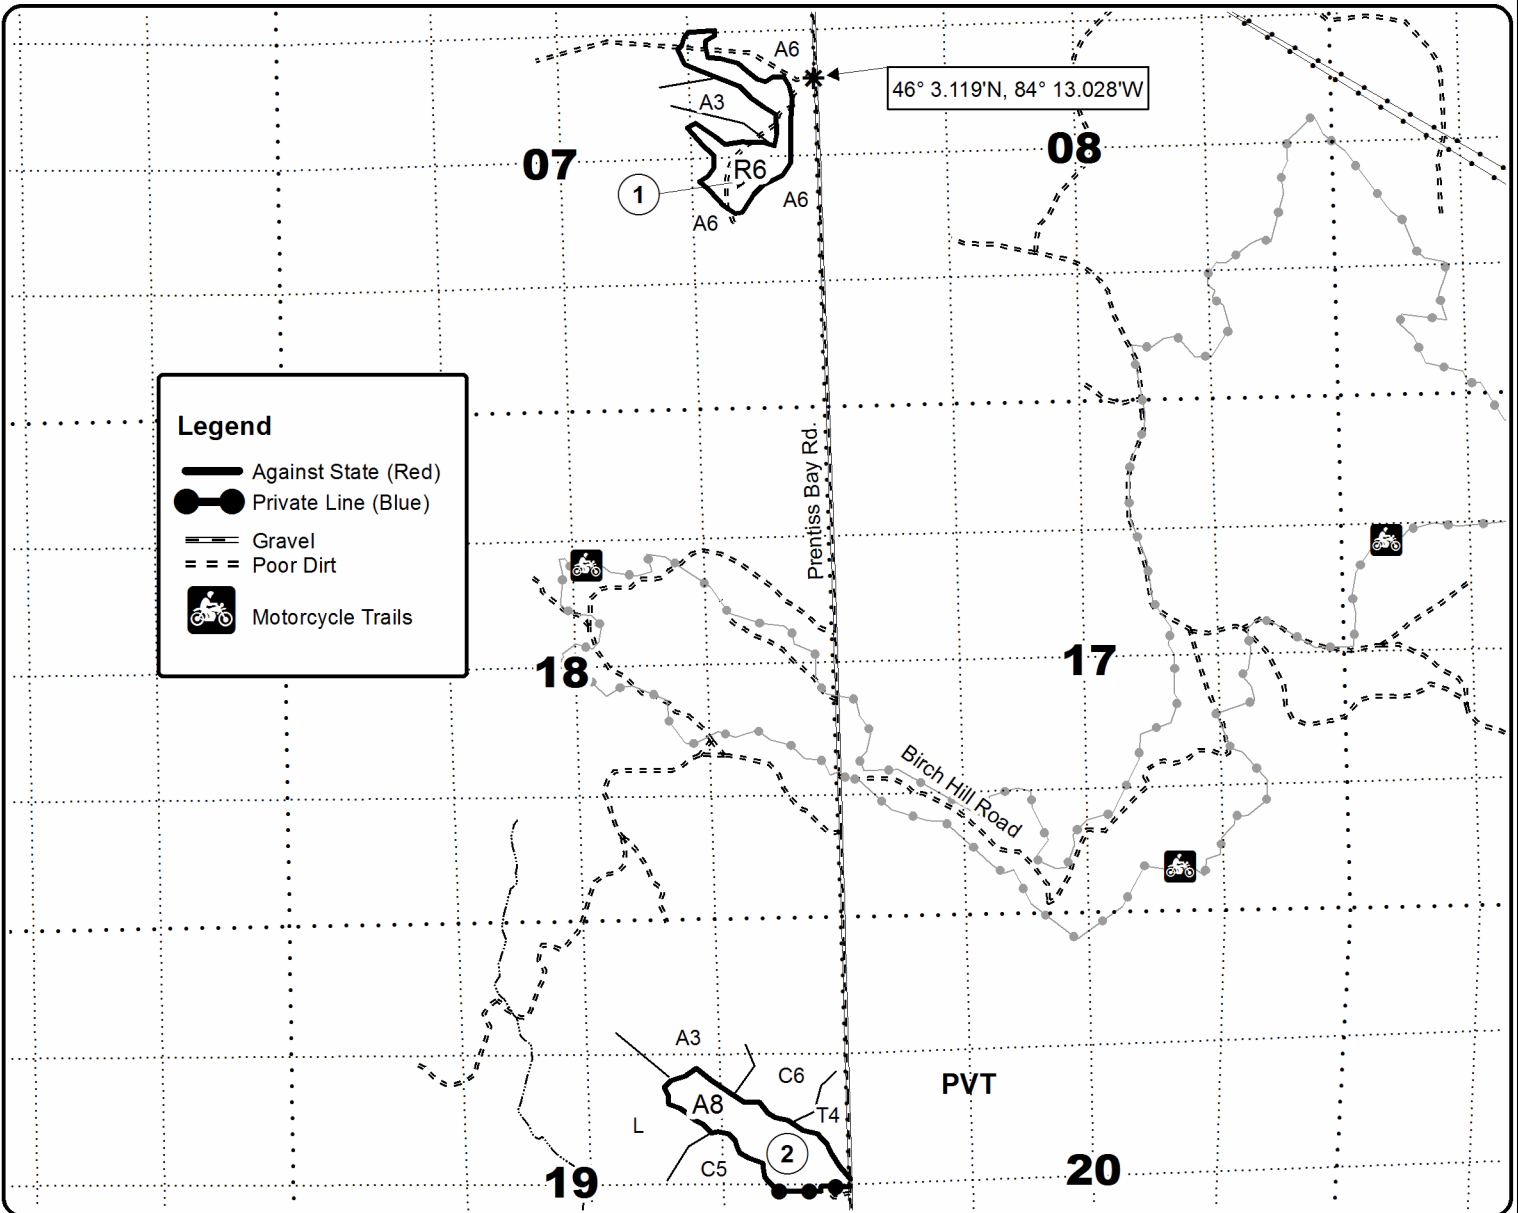 A6
46° 3.119'N, 84° 13.028'W
A3
07
08
R6
1
A6
A6
Legend
Against State (Red)
Private Line (Blue)
Gravel
Poor Dirt
Motorcycle Trails
Prentiss Bay Rd.
18
17
Birch Hill Road
A3
C6
PVT
A8
T4
L
2
C5
19
20